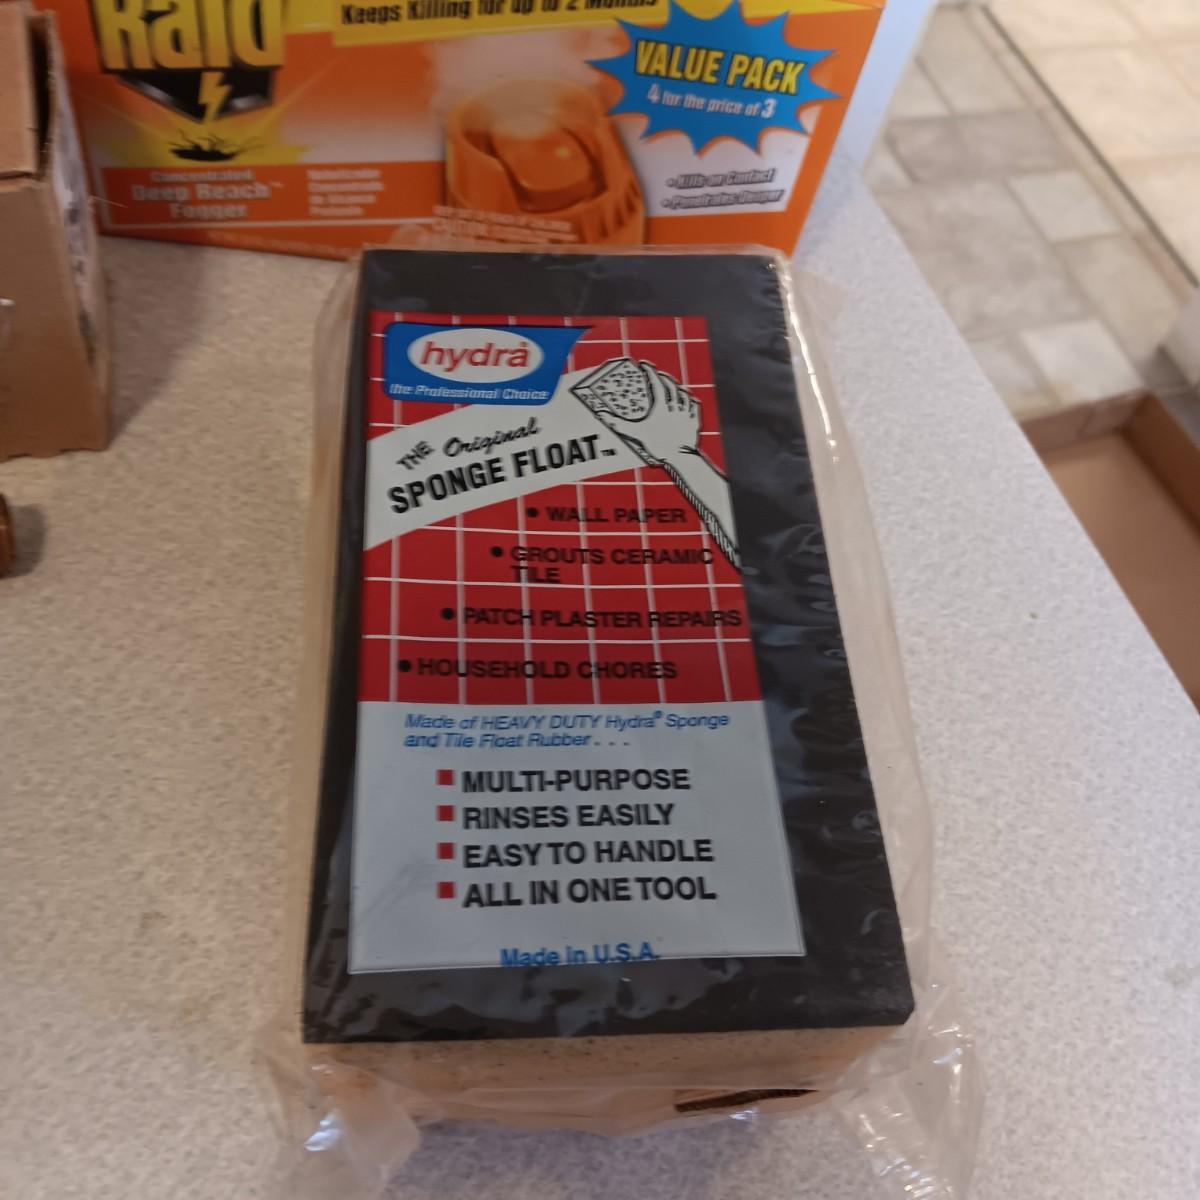 Raid
Keeps Killing for up to 2 Months
VALUE PACK
4 for the price of 3
• Kills on Contact
• Penetrates Deeper
Concentrated
Deep Reach™
Fogger
hydra
the Professional Choice
THE Original
SPONGE FLOAT™
• WALL PAPER
• GROUTS CERAMIC
TILE
• PATCH PLASTER REPAIRS
• HOUSEHOLD CHORES
Made of HEAVY DUTY Hydra® Sponge
and Tile Float Rubber . . .
■ MULTI-PURPOSE
■ RINSES EASILY
■ EASY TO HANDLE
■ ALL IN ONE TOOL
Made in U.S.A.